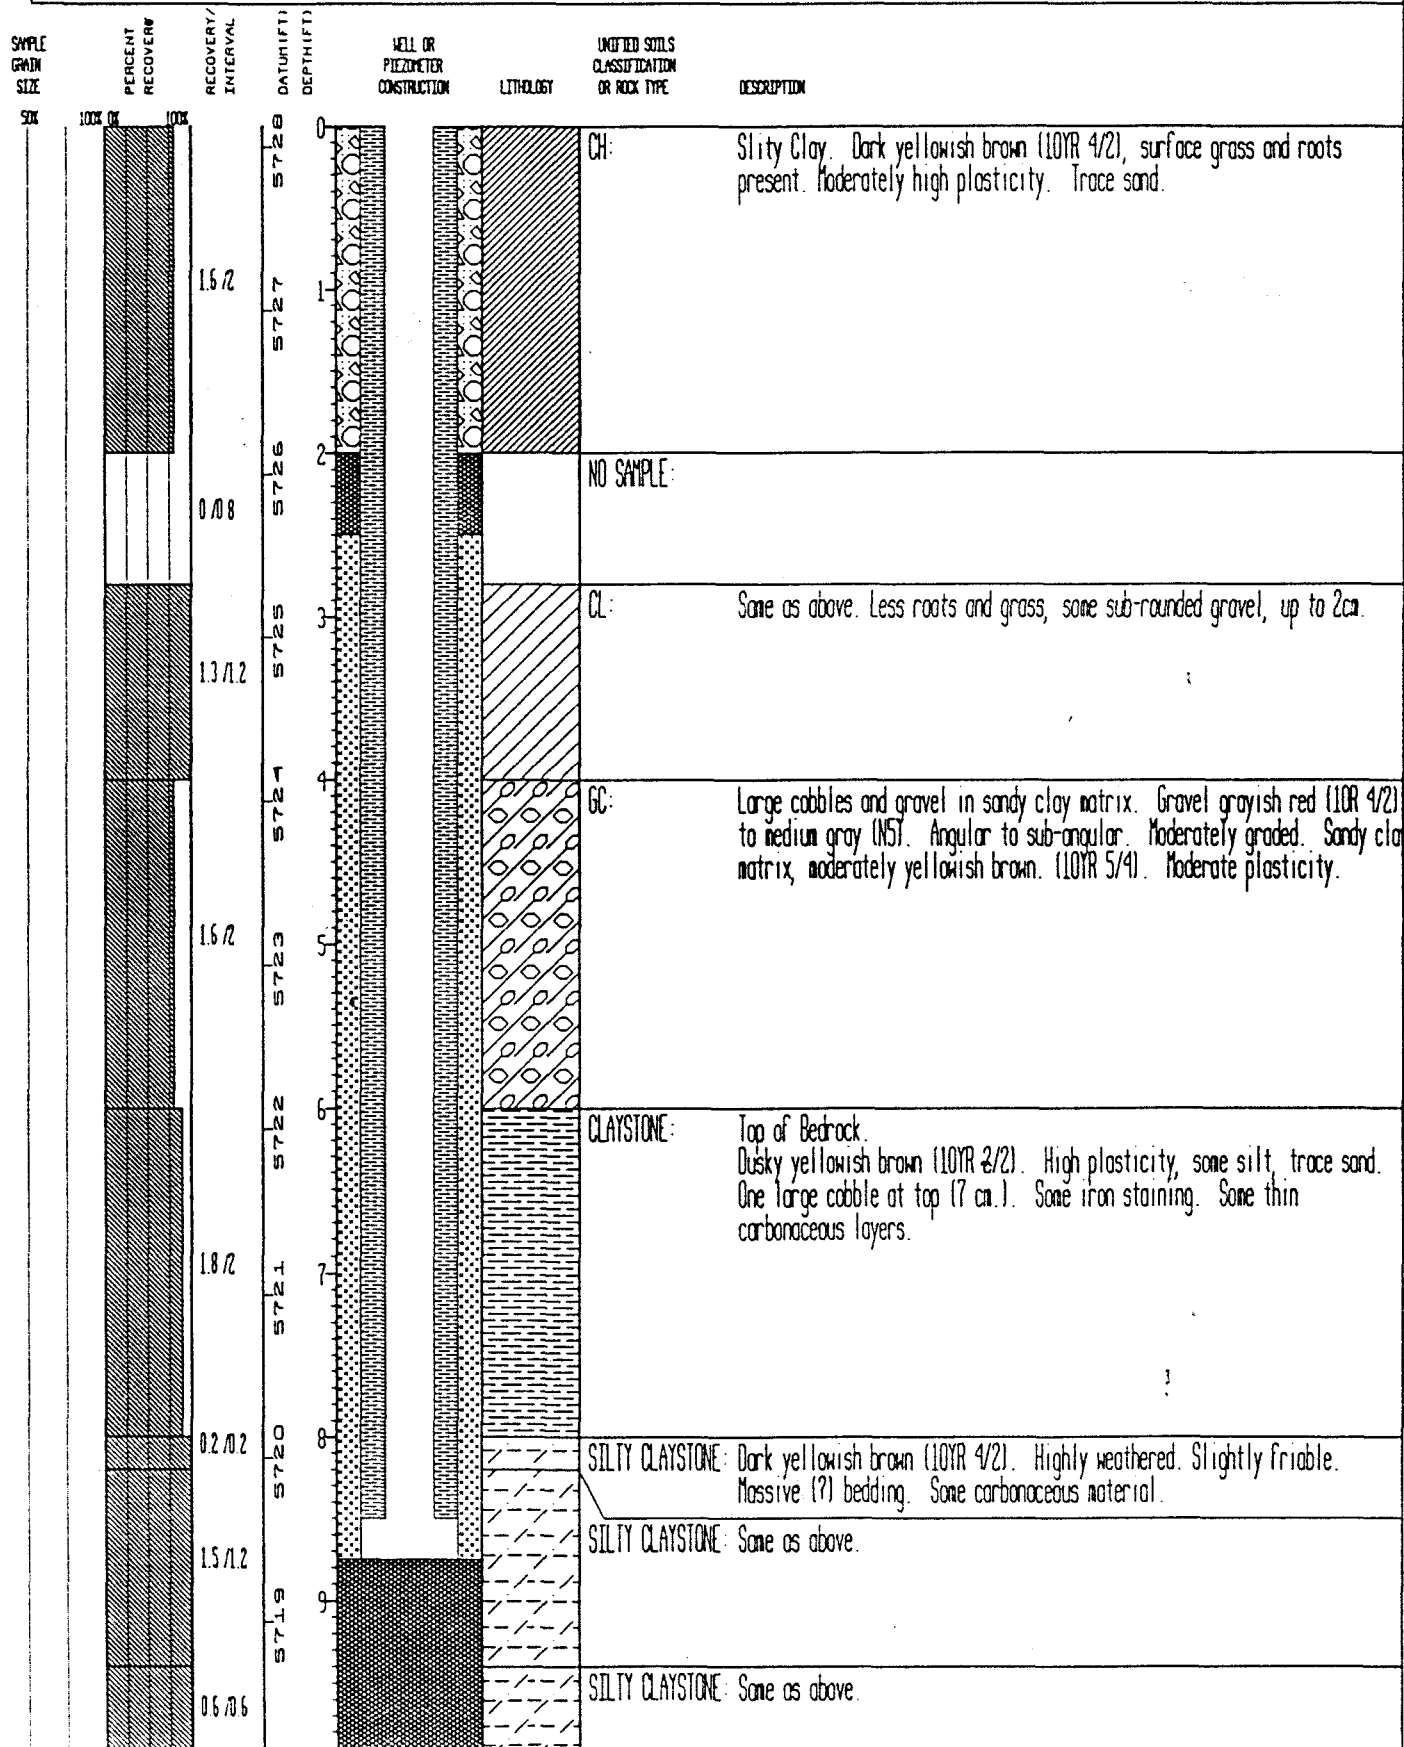 SAMPLE
GRAIN
SIZE
PERCENT
RECOVERY
RECOVERY/
INTERVAL
DATUM(FT)
DEPTH(FT)
WELL OR
PIEZOMETER
CONSTRUCTION
LITHOLOGY
UNIFIED SOILS
CLASSIFICATION
OR ROCK TYPE
DESCRIPTION
50% 100% 0% 100%
0
5728
CH: Slity Clay. Dark yellowish brown (10YR 4/2), surface grass and roots
present. Moderately high plasticity. Trace sand.
1.6/2
5727
1
5726
2
NO SAMPLE:
0/0.8
CL: Same as above. Less roots and grass, some sub-rounded gravel, up to 2cm.
5725
3
1.3/1.2
5724
4
GC: Large cobbles and gravel in sandy clay matrix. Gravel grayish red (10R 4/2)
to medium gray (N5). Angular to sub-angular. Moderately graded. Sandy cla
matrix, moderately yellowish brown. (10YR 5/4). Moderate plasticity.
1.6/2
5723
5
5722
6
CLAYSTONE: Top of Bedrock.
Dusky yellowish brown (10YR 2/2). High plasticity, some silt, trace sand.
One large cobble at top (7 cm.). Some iron staining. Some thin
carbonaceous layers.
1.8/2
5721
7
0.2/0.2
5720
8
SILTY CLAYSTONE: Dark yellowish brown (10YR 4/2). Highly weathered. Slightly friable.
Massive (?) bedding. Some carbonaceous material.
SILTY CLAYSTONE: Same as above.
1.5/1.2
5719
9
SILTY CLAYSTONE: Same as above.
0.6/0.6